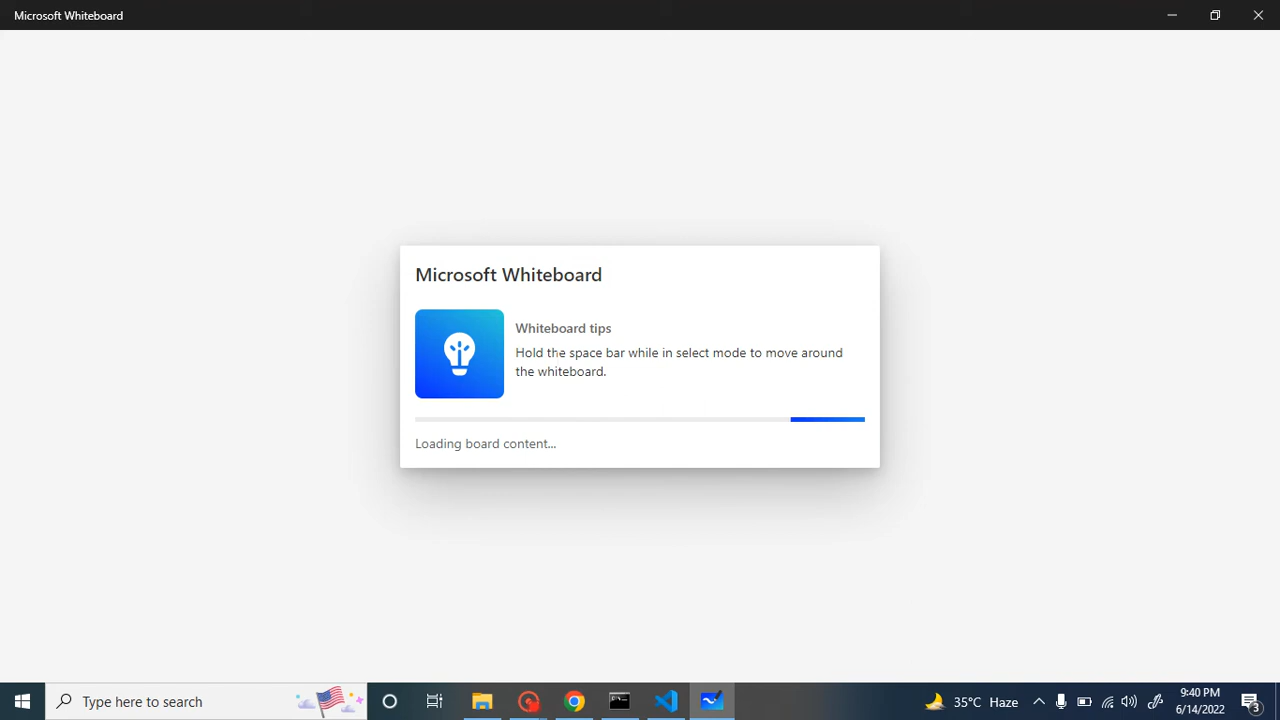 Microsoft Whiteboard
Microsoft Whiteboard
Whiteboard tips
Hold the space bar while in select mode to move around
the whiteboard.
Loading board content...
Type here to search
35°C Haze
9:40 PM
6/14/2022
3